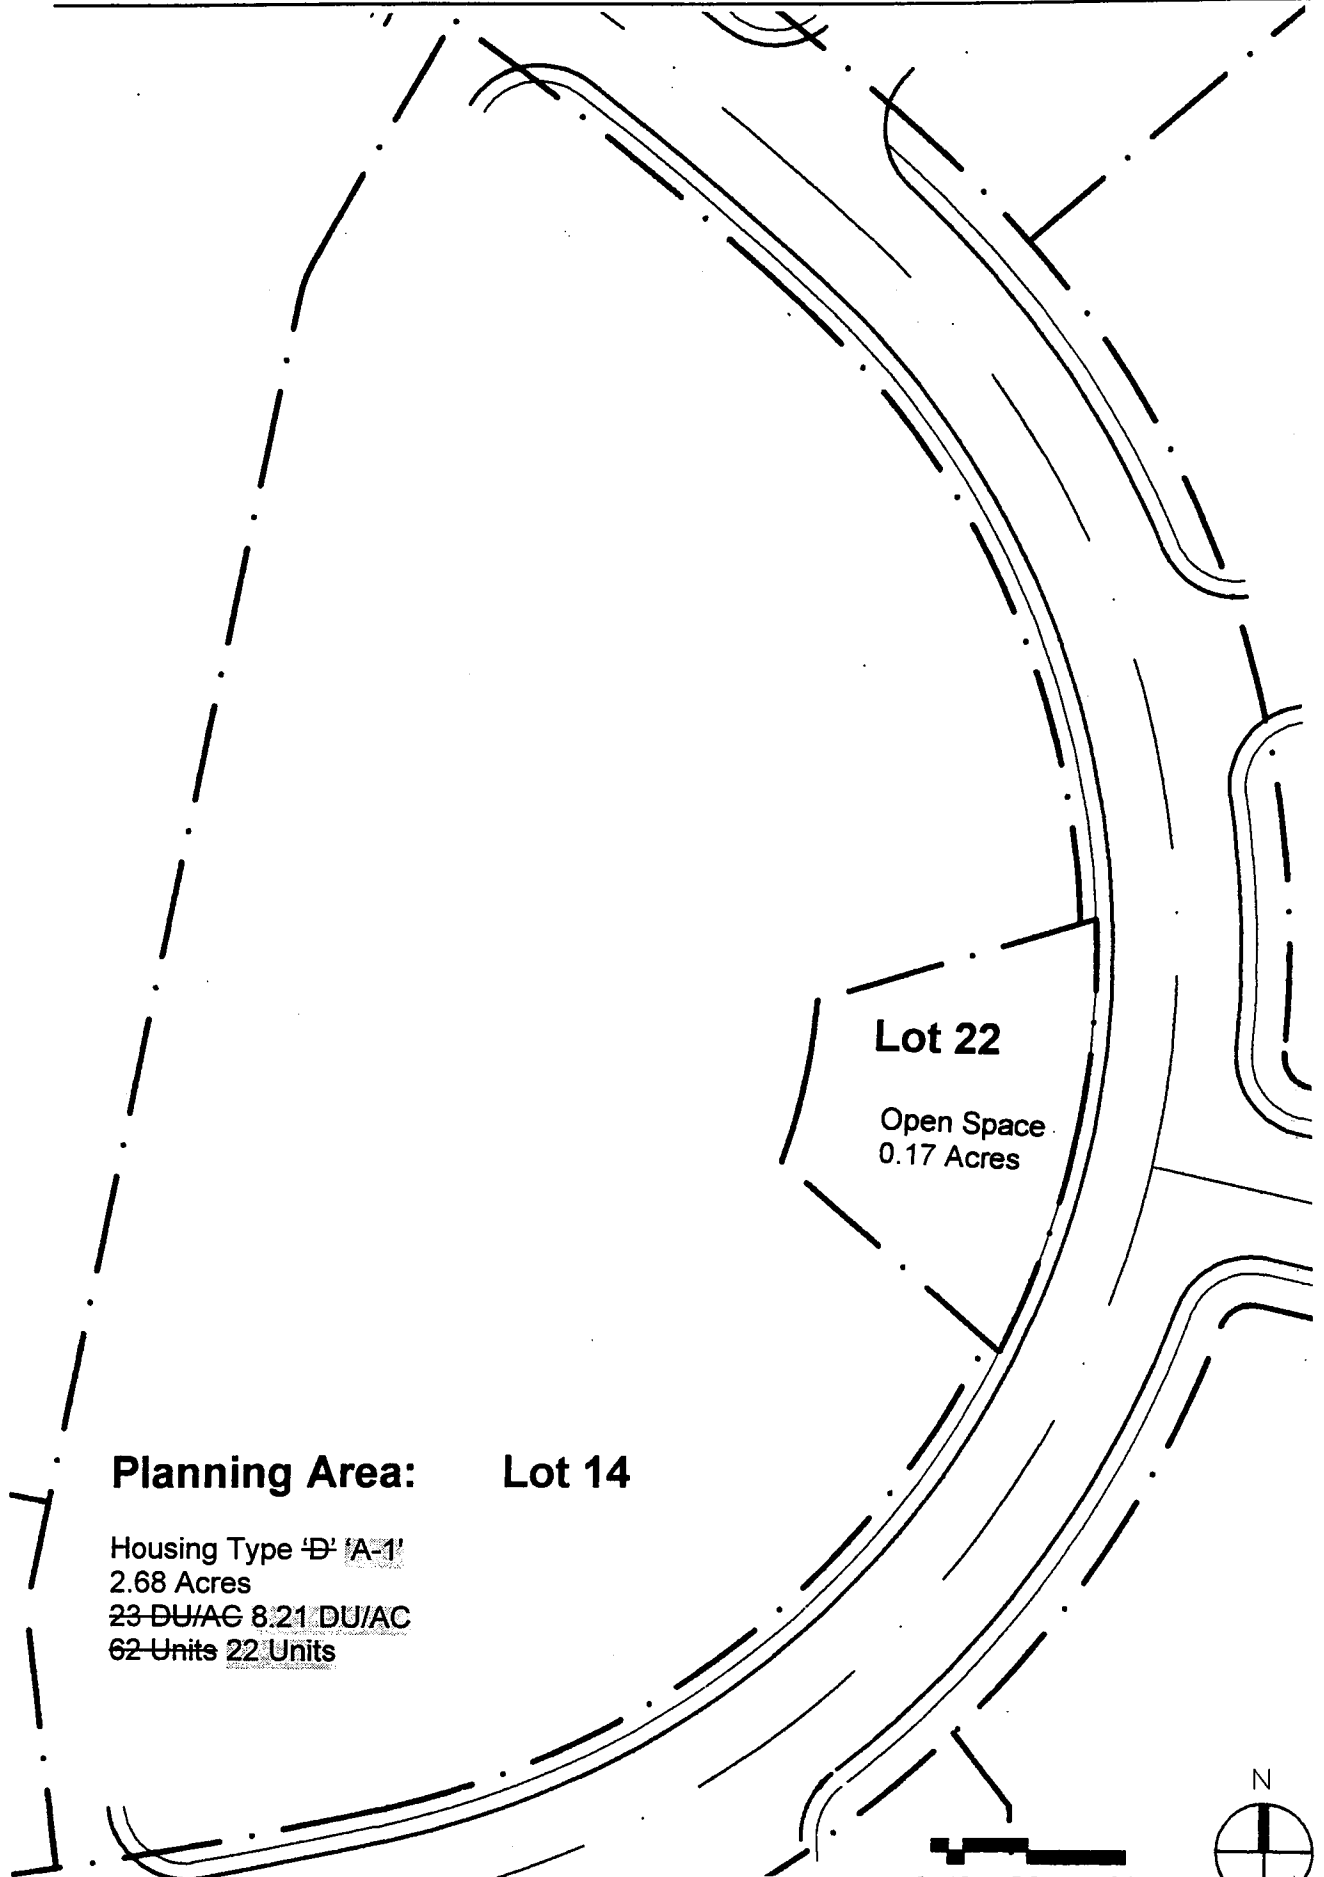 Lot 22
Open Space
0.17 Acres
Planning Area: Lot 14
Housing Type 'D' 'A-1'
2.68 Acres
23 DU/AC 8.21 DU/AC
62 Units 22 Units
N